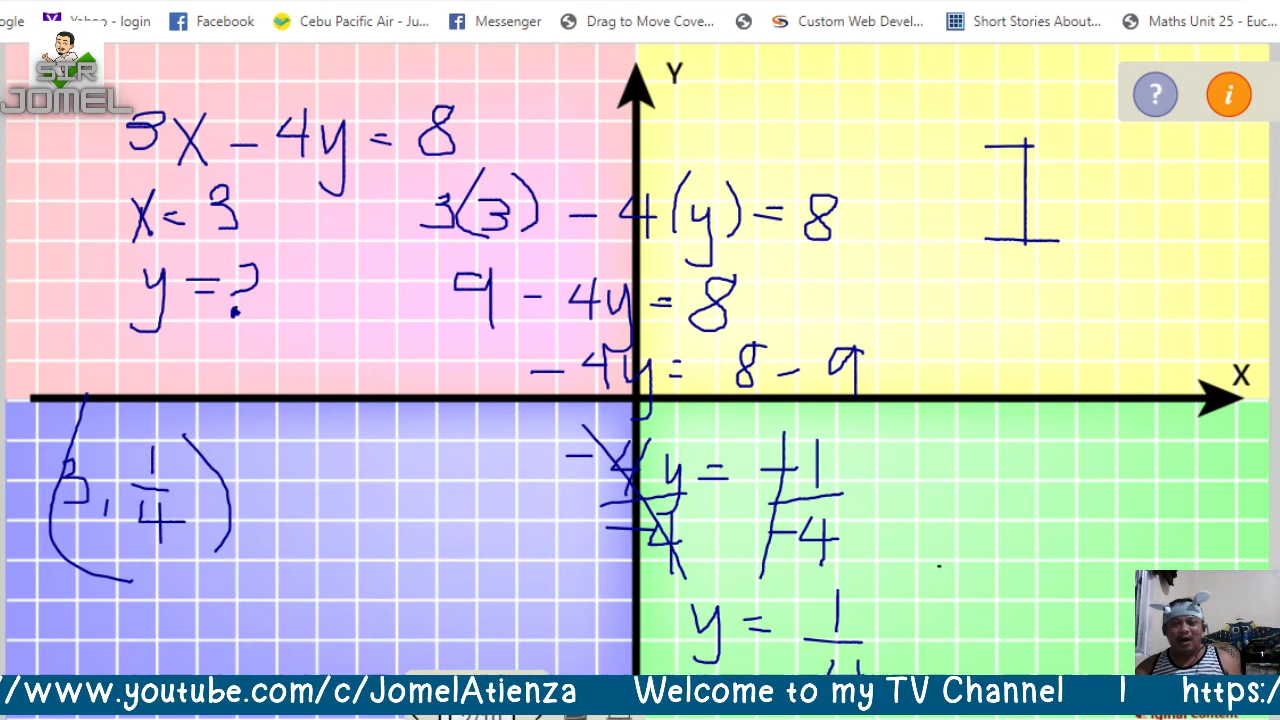 ogle Yahoo - login Facebook Cebu Pacific Air - Ju... Messenger Drag to Move Cove... Custom Web Devel... Short Stories About... Maths Unit 25 - Euc...
SIR
JOMEL
Y
? i
3x - 4y = 8
x = 3
y = ?
3(3) - 4(y) = 8
9 - 4y = 8
-4y = 8 - 9
I
X
-4y/-4 = -1/-4
y = 1/4
(3, 1/4)
//www.youtube.com/c/JomelAtienza Welcome to my TV Channel | https:/